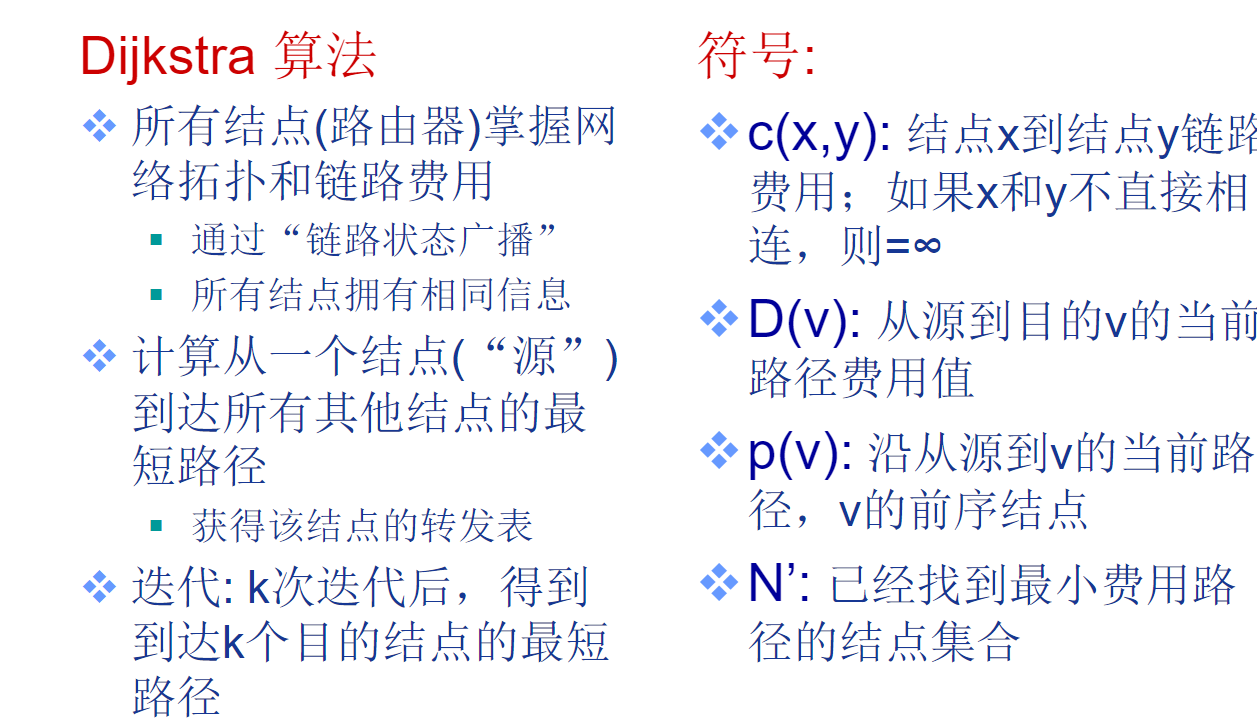 Dijkstra 算法
所有结点(路由器)掌握网
络拓扑和链路费用
通过“链路状态广播”
所有结点拥有相同信息
计算从一个结点(“源”)
到达所有其他结点的最
短路径
获得该结点的转发表
迭代: k次迭代后，得到
到达k个目的结点的最短
路径
符号:
c(x,y): 结点x到结点y链路
费用；如果x和y不直接相
连，则=∞
D(v): 从源到目的v的当前
路径费用值
p(v): 沿从源到v的当前路
径，v的前序结点
N’: 已经找到最小费用路
径的结点集合